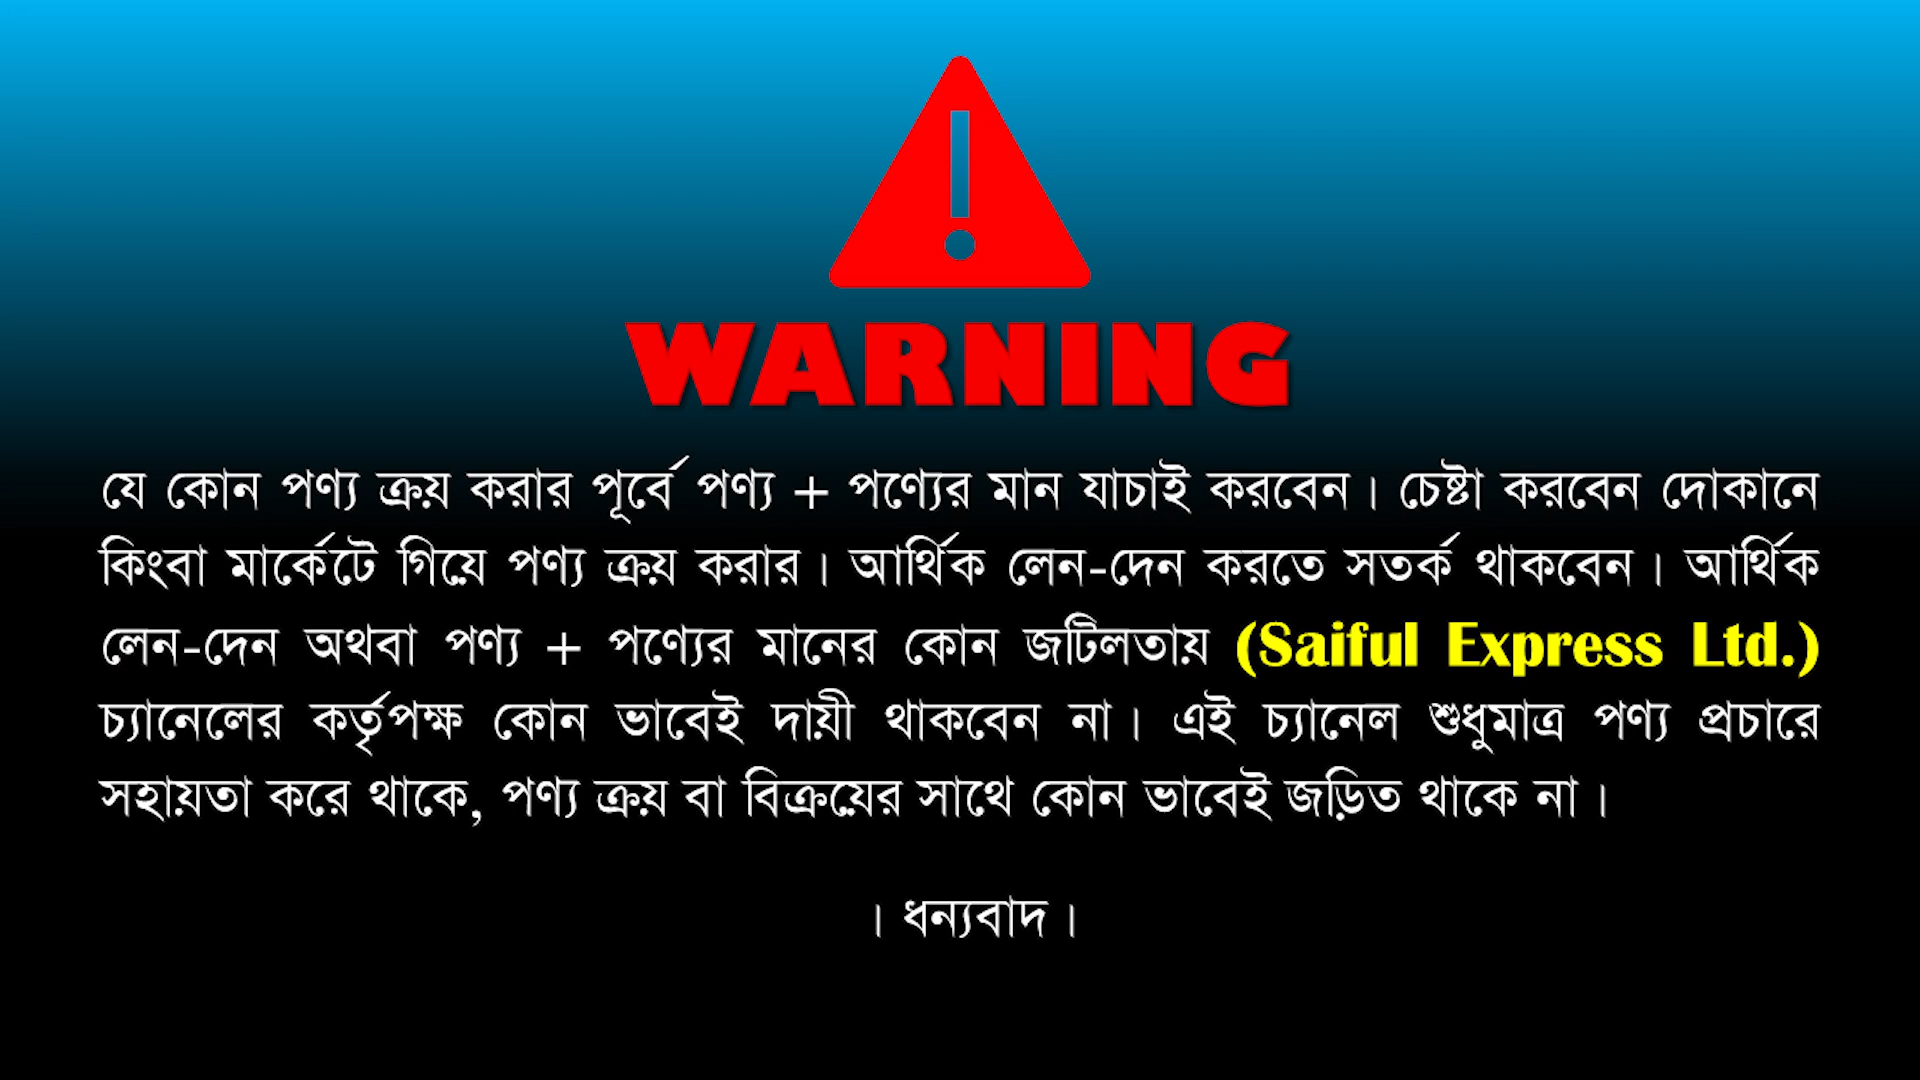 WARNING
যে কোন পণ্য ক্রয় করার পূর্বে পণ্য + পণ্যের মান যাচাই করবেন। চেষ্টা করবেন দোকানে
কিংবা মার্কেটে গিয়ে পণ্য ক্রয় করার। আর্থিক লেন-দেন করতে সতর্ক থাকবেন। আর্থিক
লেন-দেন অথবা পণ্য + পণ্যের মানের কোন জটিলতায় (Saiful Express Ltd.)
চ্যানেলের কর্তৃপক্ষ কোন ভাবেই দায়ী থাকবেন না। এই চ্যানেল শুধুমাত্র পণ্য প্রচারে
সহায়তা করে থাকে, পণ্য ক্রয় বা বিক্রয়ের সাথে কোন ভাবেই জড়িত থাকে না।
। ধন্যবাদ।